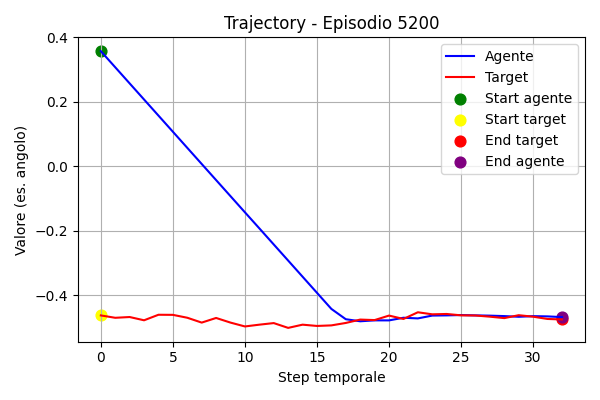 Trajectory - Episodio 5200
Agente
Target
Start agente
Start target
End target
End agente
Valore (es. angolo)
0.4
0.2
0.0
−0.2
−0.4
0 5 10 15 20 25 30
Step temporale